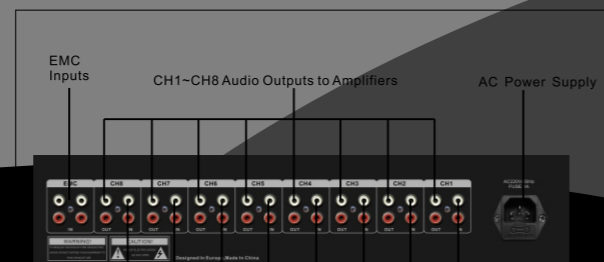 EMC
Inputs
CH1~CH8 Audio Outputs to Amplifiers
AC Power Supply
EMC CH8 CH7 CH6 CH5 CH4 CH3 CH2 CH1
FUSE
IN OUT IN OUT IN OUT IN OUT IN OUT IN OUT IN OUT IN OUT IN
WARNING! CAUTION!
Designed In Europe, Made In China